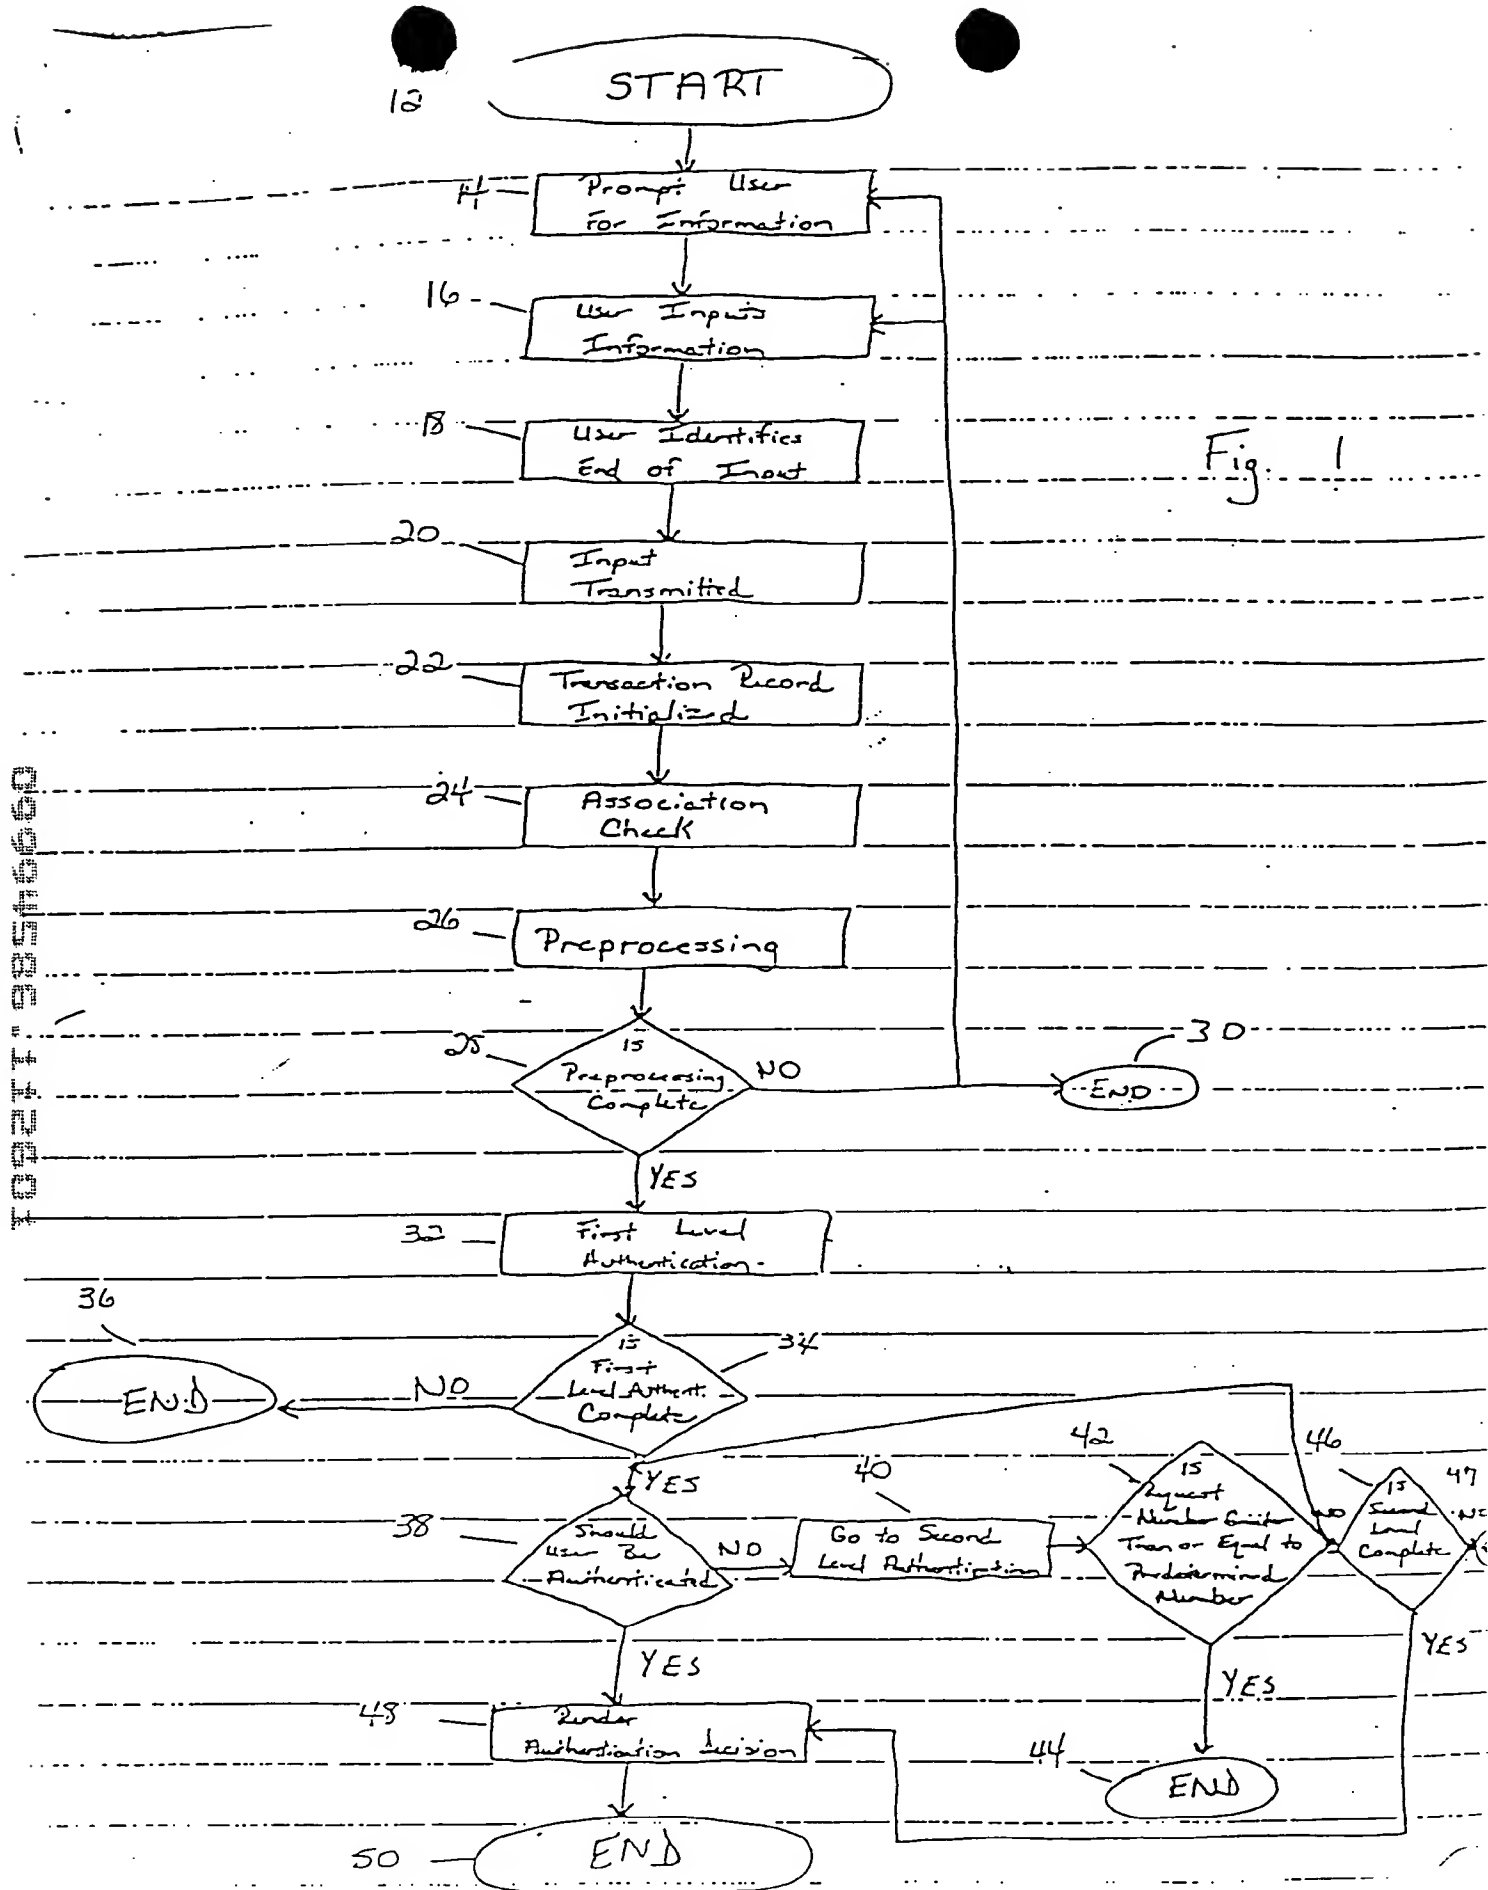 12
START
14
Prompt User
For Information
16
User Inputs
Information
18
User Identifies
End of Input
Fig. 1
20
Input
Transmitted
22
Transaction Record
Initialized
24
Association
Check
26
Preprocessing
IS
Preprocessing
Complete
NO
30
END
YES
32
First Level
Authentication
36
END
NO
34
IS
First
Level Authent.
Complete
YES
38
Should
User Be
Authenticated
NO
40
Go to Second
Level Authentication
42
IS
Request
Number Greater
Than or Equal to
Predetermined
Number
NO
46
IS
Second
Level
Complete
47
YES
YES
YES
48
Render
Authentication decision
44
END
50
END